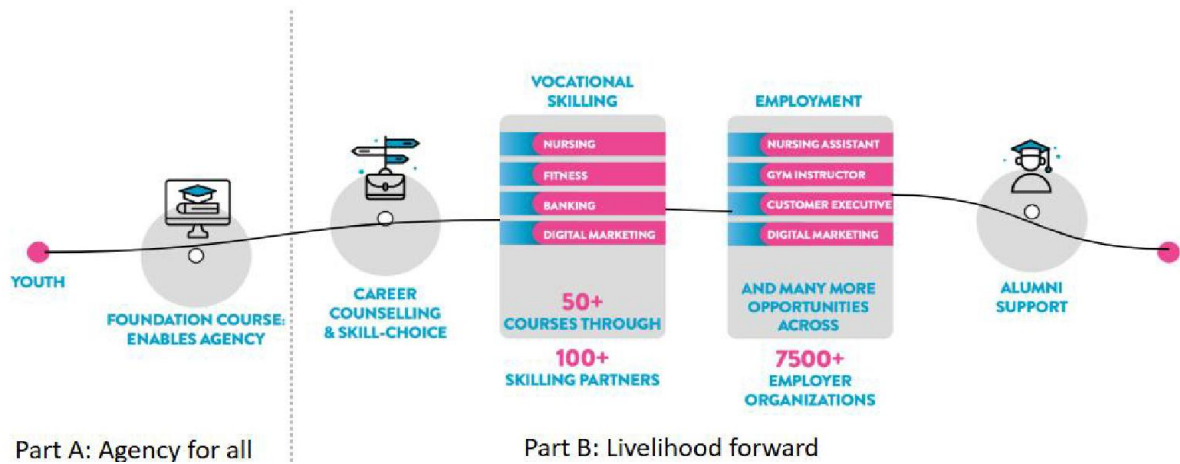 YOUTH
FOUNDATION COURSE:
ENABLES AGENCY
CAREER
COUNSELLING
& SKILL-CHOICE
VOCATIONAL
SKILLING
NURSING
FITNESS
BANKING
DIGITAL MARKETING
50+
COURSES THROUGH
100+
SKILLING PARTNERS
EMPLOYMENT
NURSING ASSISTANT
GYM INSTRUCTOR
CUSTOMER EXECUTIVE
DIGITAL MARKETING
AND MANY MORE
OPPORTUNITIES
ACROSS
7500+
EMPLOYER
ORGANIZATIONS
ALUMNI
SUPPORT
Part A: Agency for all
Part B: Livelihood forward